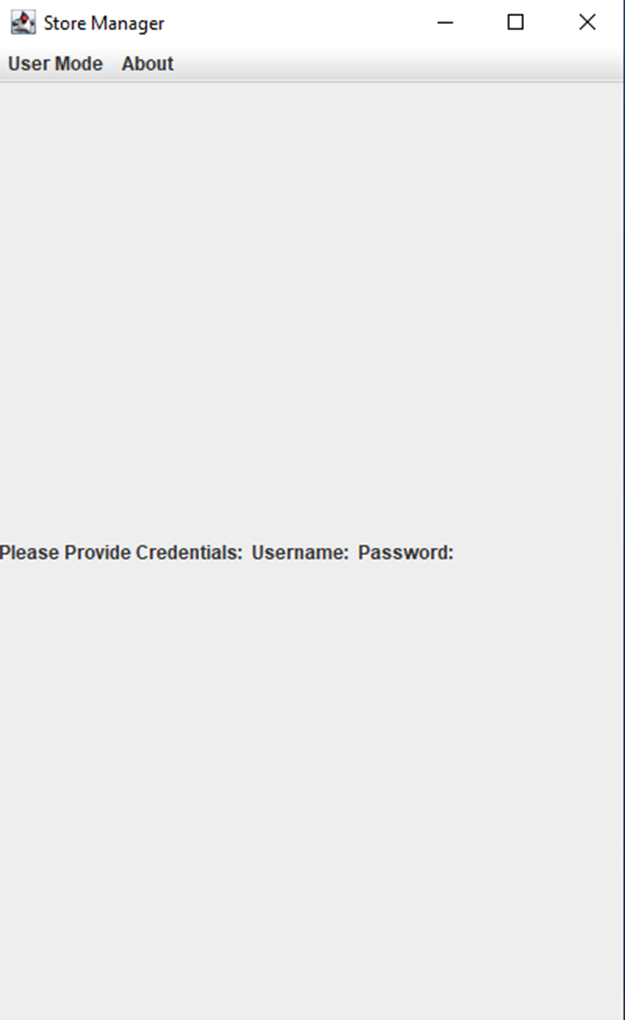 Store Manager
User Mode About
Please Provide Credentials: Username: Password: